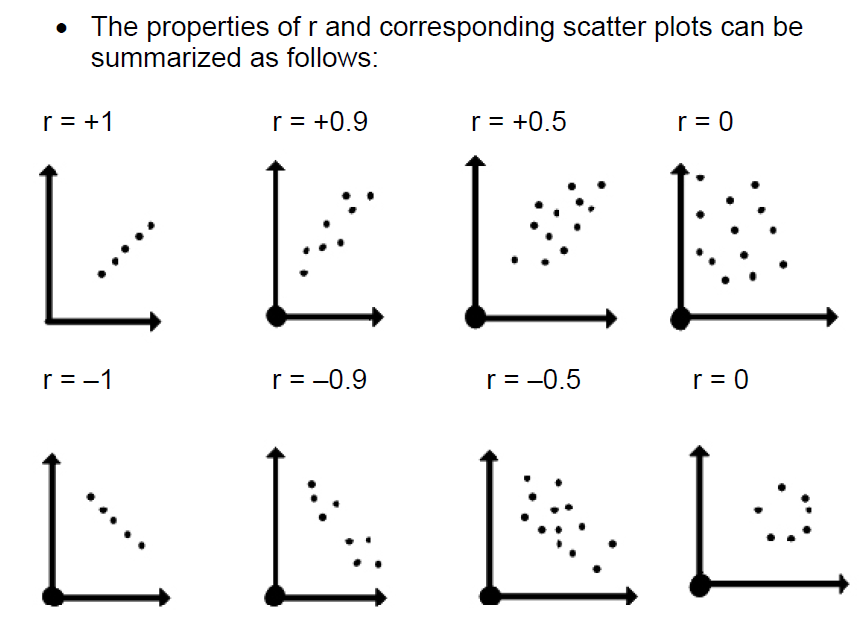 • The properties of r and corresponding scatter plots can be
summarized as follows:
r = +1
r = +0.9
r = +0.5
r = 0
r = –1
r = –0.9
r = –0.5
r = 0